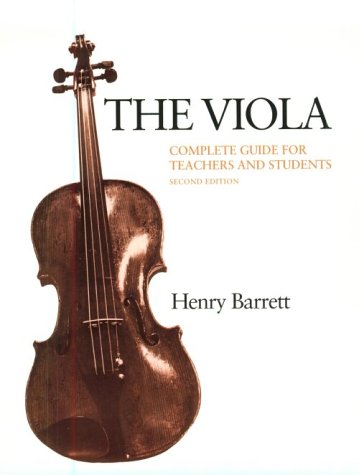 THE VIOLA
COMPLETE GUIDE FOR
TEACHERS AND STUDENTS
SECOND EDITION
Henry Barrett